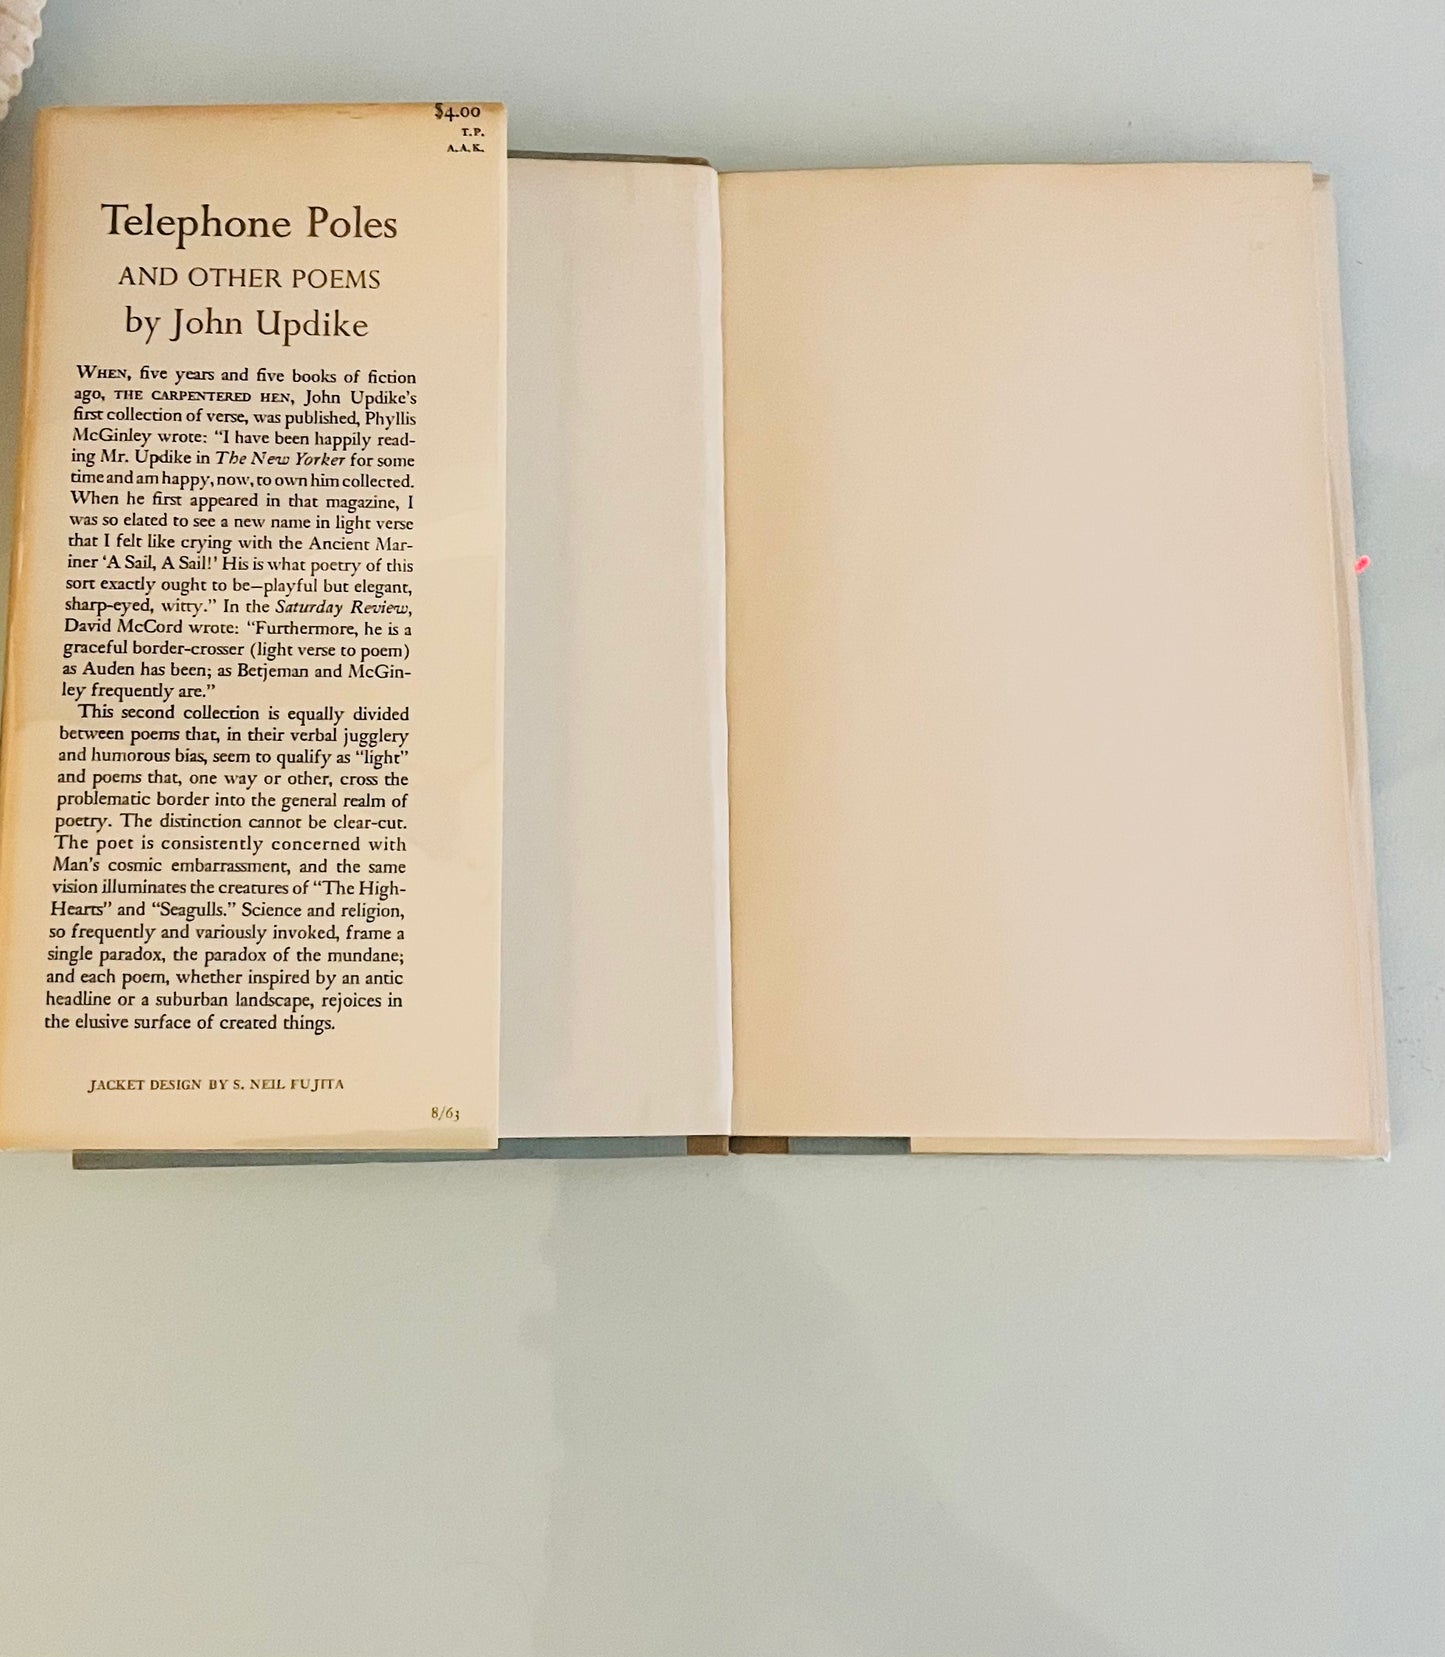 $4.00
T.P.
A.A.K.
Telephone Poles
AND OTHER POEMS
by John Updike
WHEN, five years and five books of fiction
ago, THE CARPENTERED HEN, John Updike's
first collection of verse, was published, Phyllis
McGinley wrote: “I have been happily read-
ing Mr. Updike in The New Yorker for some
time and am happy, now, to own him collected.
When he first appeared in that magazine, I
was so elated to see a new name in light verse
that I felt like crying with the Ancient Mar-
iner ‘A Sail, A Sail!’ His is what poetry of this
sort exactly ought to be—playful but elegant,
sharp-eyed, witty.” In the Saturday Review,
David McCord wrote: “Furthermore, he is a
graceful border-crosser (light verse to poem)
as Auden has been; as Betjeman and McGin-
ley frequently are.”
This second collection is equally divided
between poems that, in their verbal jugglery
and humorous bias, seem to qualify as “light”
and poems that, one way or other, cross the
problematic border into the general realm of
poetry. The distinction cannot be clear-cut.
The poet is consistently concerned with
Man's cosmic embarrassment, and the same
vision illuminates the creatures of “The High-
Hearts” and “Seagulls.” Science and religion,
so frequently and variously invoked, frame a
single paradox, the paradox of the mundane;
and each poem, whether inspired by an antic
headline or a suburban landscape, rejoices in
the elusive surface of created things.
JACKET DESIGN BY S. NEIL FUJITA
8/63